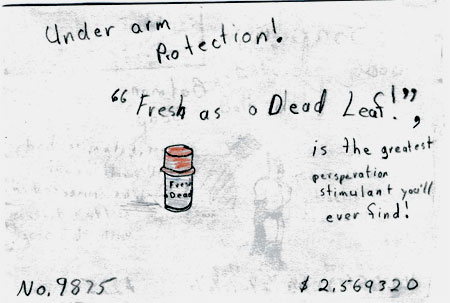 Under arm
Protection!
“Fresh as a Dead Leaf!”,
is the greatest
persperation
stimulant you'll
ever find!
Fresh
Dead
No. 9875
$ 2.569320